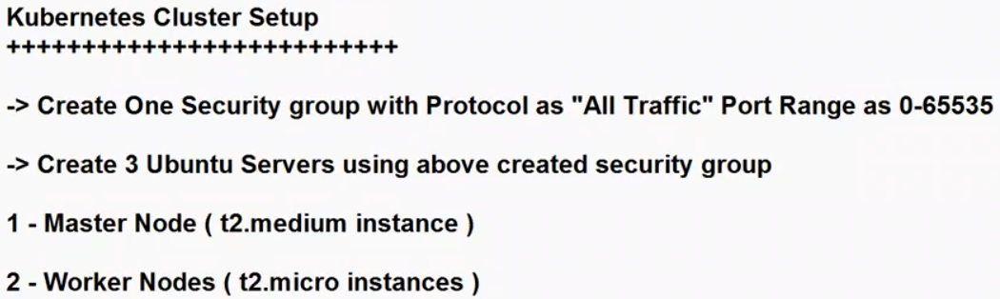 Kubernetes Cluster Setup
++++++++++++++++++++++++++
-> Create One Security group with Protocol as "All Traffic" Port Range as 0-65535
-> Create 3 Ubuntu Servers using above created security group
1 - Master Node ( t2.medium instance )
2 - Worker Nodes ( t2.micro instances )